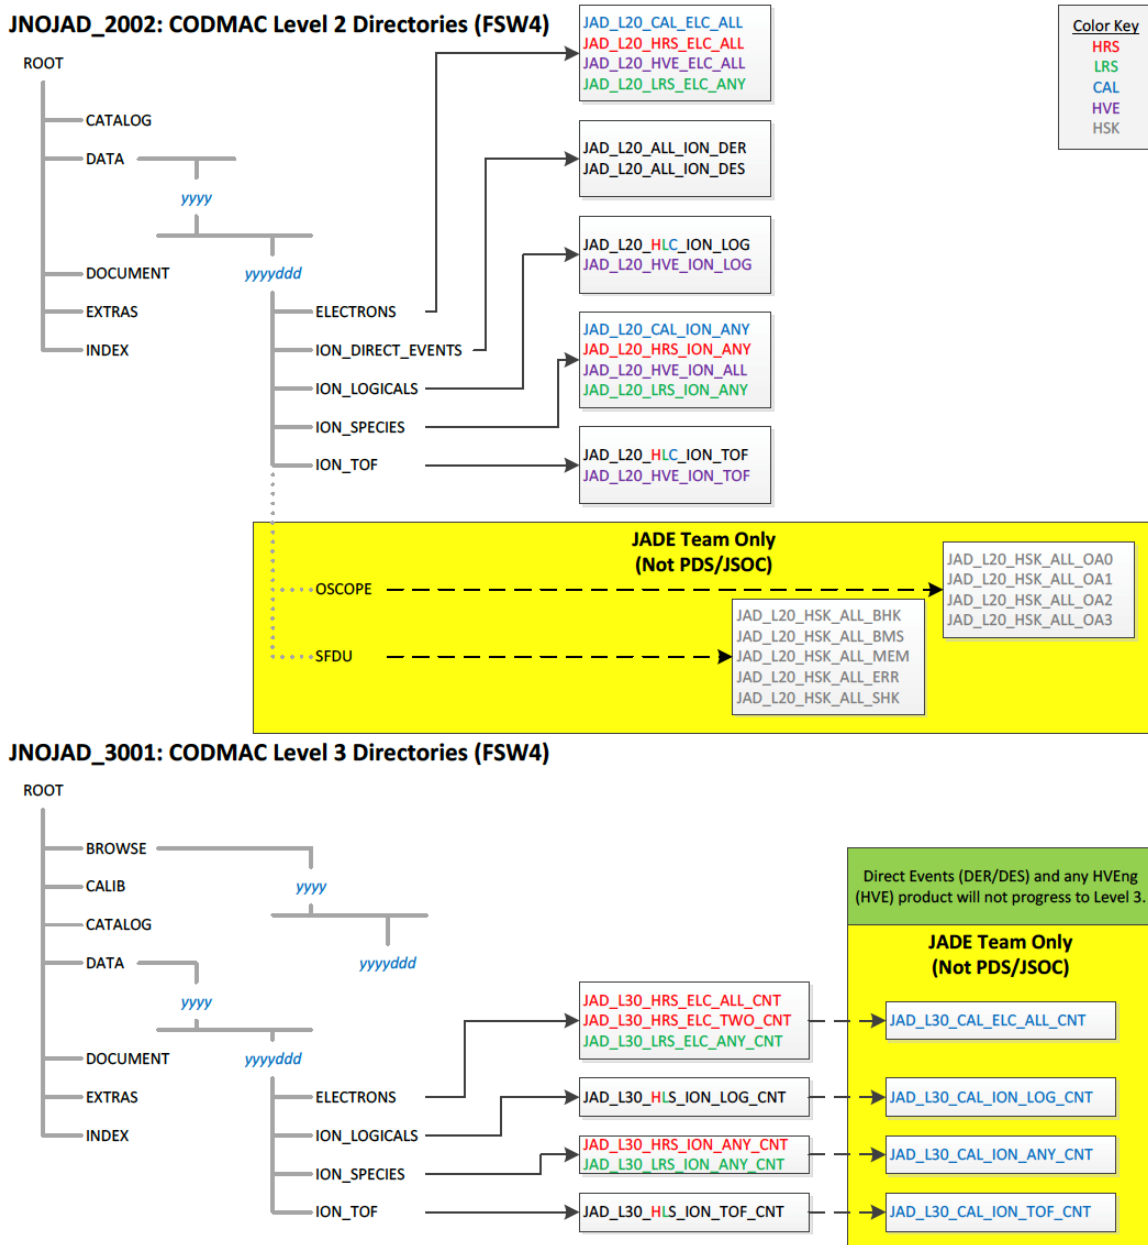 JNOJAD_2002: CODMAC Level 2 Directories (FSW4)
ROOT
CATALOG
DATA
yyyy
DOCUMENT
yyyyddd
EXTRAS
INDEX
ELECTRONS
ION_DIRECT_EVENTS
ION_LOGICALS
ION_SPECIES
ION_TOF
JAD_L20_CAL_ELC_ALL
JAD_L20_HRS_ELC_ALL
JAD_L20_HVE_ELC_ALL
JAD_L20_LRS_ELC_ANY
JAD_L20_ALL_ION_DER
JAD_L20_ALL_ION_DES
JAD_L20_HLC_ION_LOG
JAD_L20_HVE_ION_LOG
JAD_L20_CAL_ION_ANY
JAD_L20_HRS_ION_ANY
JAD_L20_HVE_ION_ALL
JAD_L20_LRS_ION_ANY
JAD_L20_HLC_ION_TOF
JAD_L20_HVE_ION_TOF
Color Key
HRS
LRS
CAL
HVE
HSK
JADE Team Only
(Not PDS/JSOC)
OSCOPE
SFDU
JAD_L20_HSK_ALL_OA0
JAD_L20_HSK_ALL_OA1
JAD_L20_HSK_ALL_OA2
JAD_L20_HSK_ALL_OA3
JAD_L20_HSK_ALL_BHK
JAD_L20_HSK_ALL_BMS
JAD_L20_HSK_ALL_MEM
JAD_L20_HSK_ALL_ERR
JAD_L20_HSK_ALL_SHK
JNOJAD_3001: CODMAC Level 3 Directories (FSW4)
ROOT
BROWSE
CALIB
yyyy
CATALOG
DATA
yyyyddd
yyyy
DOCUMENT
yyyyddd
EXTRAS
INDEX
ELECTRONS
ION_LOGICALS
ION_SPECIES
ION_TOF
JAD_L30_HRS_ELC_ALL_CNT
JAD_L30_HRS_ELC_TWO_CNT
JAD_L30_LRS_ELC_ANY_CNT
JAD_L30_HLS_ION_LOG_CNT
JAD_L30_HRS_ION_ANY_CNT
JAD_L30_LRS_ION_ANY_CNT
JAD_L30_HLS_ION_TOF_CNT
Direct Events (DER/DES) and any HVEng
(HVE) product will not progress to Level 3.
JADE Team Only
(Not PDS/JSOC)
JAD_L30_CAL_ELC_ALL_CNT
JAD_L30_CAL_ION_LOG_CNT
JAD_L30_CAL_ION_ANY_CNT
JAD_L30_CAL_ION_TOF_CNT